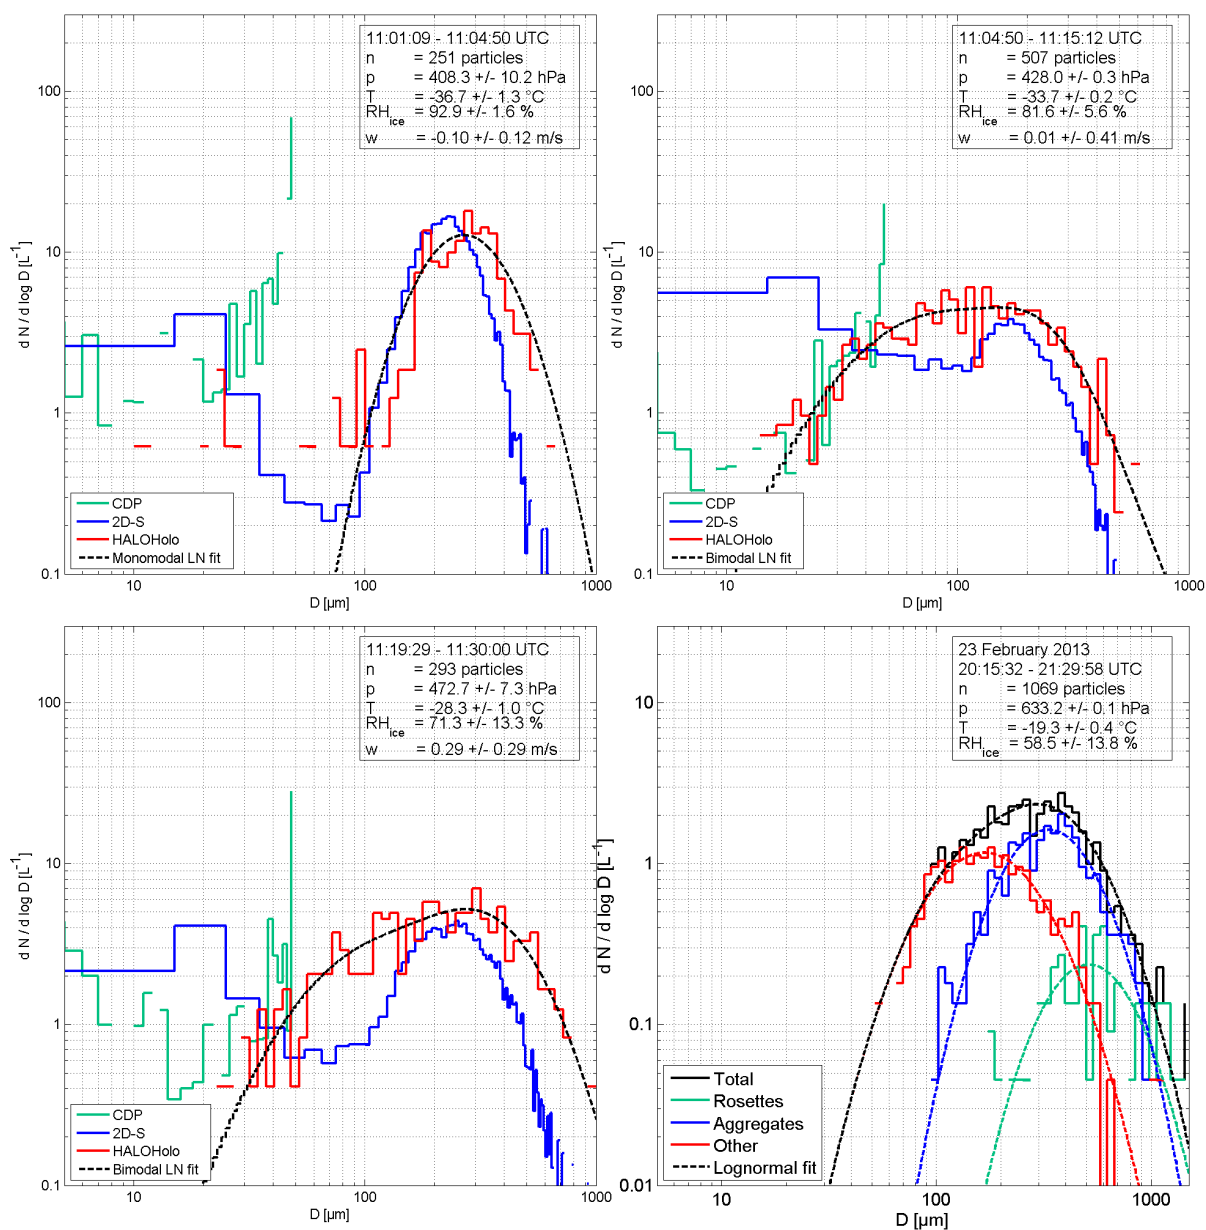 11:01:09 - 11:04:50 UTC
n = 251 particles
p = 408.3 +/- 10.2 hPa
T = -36.7 +/- 1.3 °C
RH_ice = 92.9 +/- 1.6 %
w = -0.10 +/- 0.12 m/s
100
10
1
0.1
d N / d log D [L^-1]
CDP
2D-S
HALOHolo
Monomodal LN fit
10
100
1000
D [µm]
11:04:50 - 11:15:12 UTC
n = 507 particles
p = 428.0 +/- 0.3 hPa
T = -33.7 +/- 0.2 °C
RH_ice = 81.6 +/- 5.6 %
w = 0.01 +/- 0.41 m/s
100
10
1
0.1
d N / d log D [L^-1]
CDP
2D-S
HALOHolo
Bimodal LN fit
10
100
1000
D [µm]
11:19:29 - 11:30:00 UTC
n = 293 particles
p = 472.7 +/- 7.3 hPa
T = -28.3 +/- 1.0 °C
RH_ice = 71.3 +/- 13.3 %
w = 0.29 +/- 0.29 m/s
100
10
1
0.1
d N / d log D [L^-1]
CDP
2D-S
HALOHolo
Bimodal LN fit
10
100
1000
D [µm]
23 February 2013
20:15:32 - 21:29:58 UTC
n = 1069 particles
p = 633.2 +/- 0.1 hPa
T = -19.3 +/- 0.4 °C
RH_ice = 58.5 +/- 13.8 %
10
1
0.1
0.01
d N / d log D [L^-1]
Total
Rosettes
Aggregates
Other
Lognormal fit
10
100
1000
D [µm]